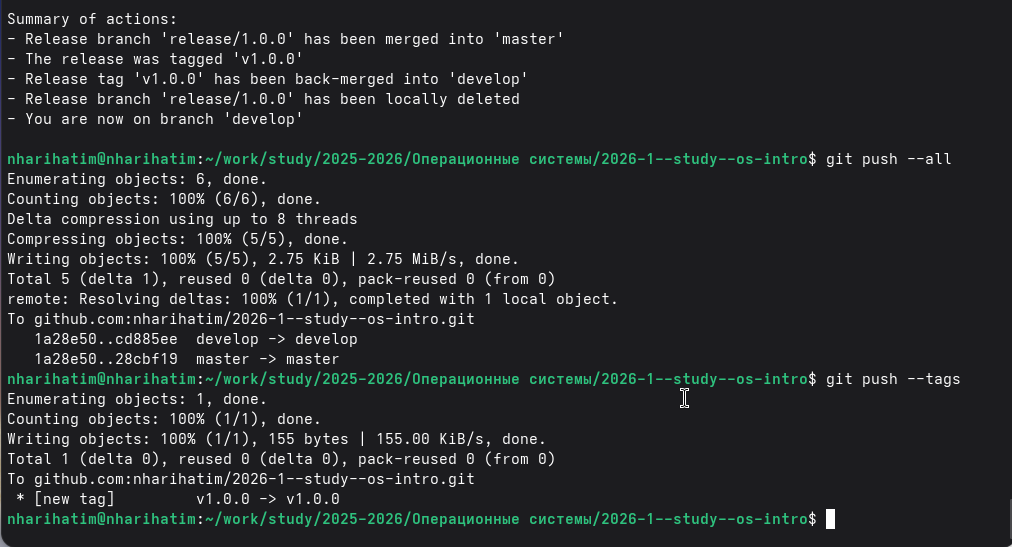 Summary of actions:
- Release branch 'release/1.0.0' has been merged into 'master'
- The release was tagged 'v1.0.0'
- Release tag 'v1.0.0' has been back-merged into 'develop'
- Release branch 'release/1.0.0' has been locally deleted
- You are now on branch 'develop'

nharihatim@nharihatim:~/work/study/2025-2026/Операционные системы/2026-1--study--os-intro$ git push --all
Enumerating objects: 6, done.
Counting objects: 100% (6/6), done.
Delta compression using up to 8 threads
Compressing objects: 100% (5/5), done.
Writing objects: 100% (5/5), 2.75 KiB | 2.75 MiB/s, done.
Total 5 (delta 1), reused 0 (delta 0), pack-reused 0 (from 0)
remote: Resolving deltas: 100% (1/1), completed with 1 local object.
To github.com:nharihatim/2026-1--study--os-intro.git
   1a28e50..cd885ee  develop -> develop
   1a28e50..28cbf19  master -> master
nharihatim@nharihatim:~/work/study/2025-2026/Операционные системы/2026-1--study--os-intro$ git push --tags
Enumerating objects: 1, done.
Counting objects: 100% (1/1), done.
Writing objects: 100% (1/1), 155 bytes | 155.00 KiB/s, done.
Total 1 (delta 0), reused 0 (delta 0), pack-reused 0 (from 0)
To github.com:nharihatim/2026-1--study--os-intro.git
 * [new tag]         v1.0.0 -> v1.0.0
nharihatim@nharihatim:~/work/study/2025-2026/Операционные системы/2026-1--study--os-intro$